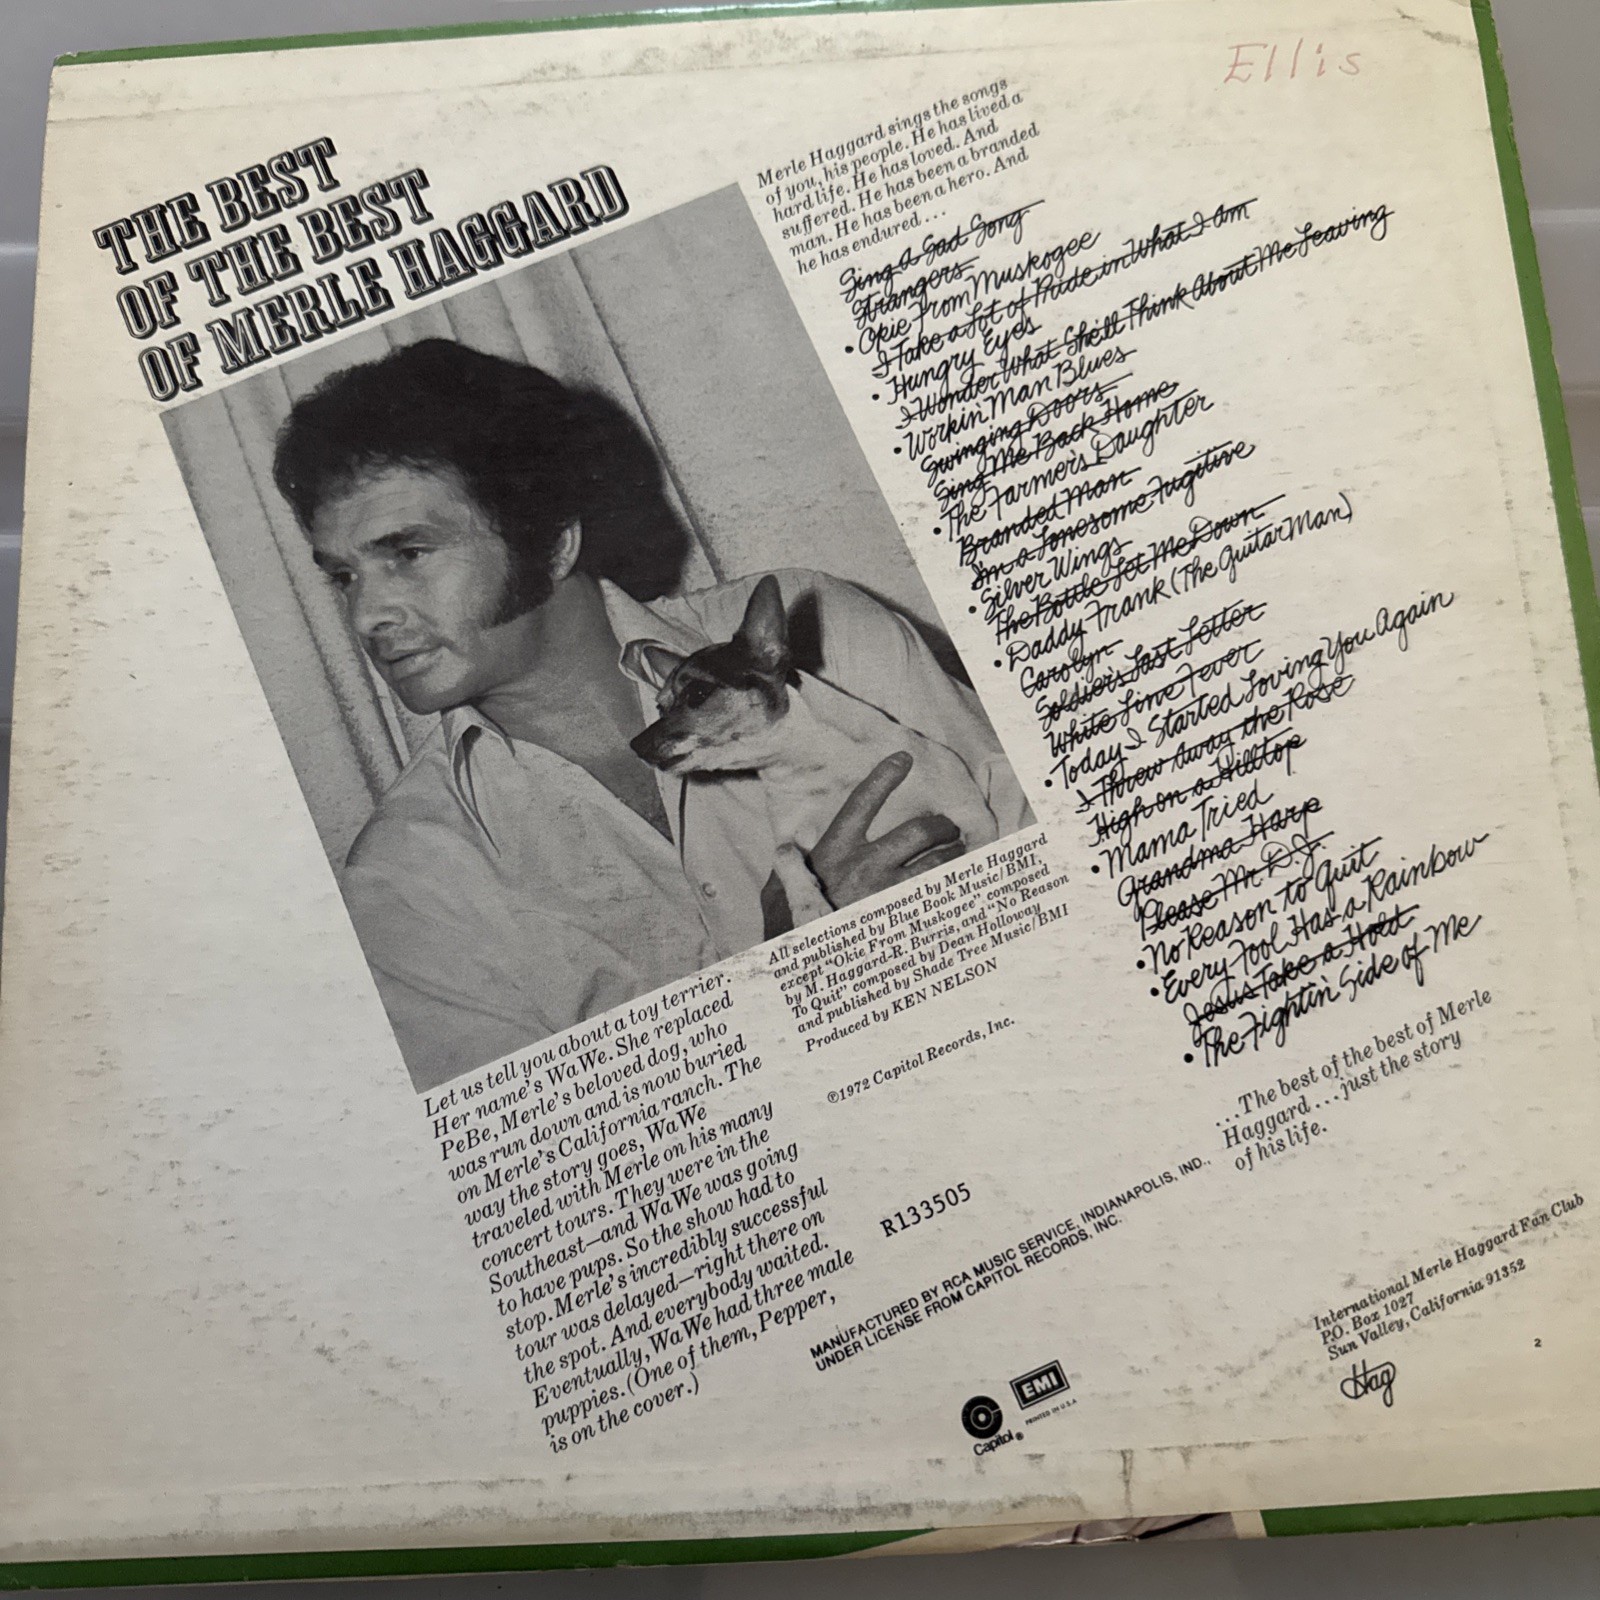 Ellis
THE BEST
OF THE BEST
OF MERLE HAGGARD
Merle Haggard sings the songs
of you, his people. He has lived a
hard life. He has loved. And
suffered. He has been a branded
man. He has been a hero. And
he has endured...
Sing A Sad Song
Strangers
• Okie From Muskogee
I Take a Lot of Pride in What I Am
• Hungry Eyes
I Wonder What She'll Think About Me Leaving
• Workin' Man Blues
Swinging Doors
Sing Me Back Home
• The Farmer's Daughter
Branded Man
I'm a Lonesome Fugitive
• Silver Wings
The Bottle Let Me Down
• Daddy Frank (The Guitar Man)
Carolyn
Soldier's Last Letter
White Line Fever
• Today I Started Loving You Again
I Threw Away the Rose
High on a Hilltop
• Mama Tried
Grandma Harp
Please Mr. D.J.
• No Reason to Quit
• Every Fool Has a Rainbow
Jesus Take a Hold
• The Fightin' Side of Me
...The best of the best of Merle
Haggard...just the story
of his life.
All selections composed by Merle Haggard
and published by Blue Book Music/BMI,
except "Okie From Muskogee" composed
by M. Haggard-R. Burris, and "No Reason
To Quit" composed by Dean Holloway
and published by Shade Tree Music/BMI
Produced by KEN NELSON
℗1972 Capitol Records, Inc.
Let us tell you about a toy terrier.
Her name's WaWe. She replaced
PeBe, Merle's beloved dog, who
was run down and is now buried
on Merle's California ranch. The
way the story goes, WaWe
traveled with Merle on his many
concert tours. They were in the
Southeast—and WaWe was going
to have pups. So the show had to
stop. Merle's incredibly successful
tour was delayed—right there on
the spot. And everybody waited.
Eventually, WaWe had three male
puppies. (One of them, Pepper,
is on the cover.)
R133505
MANUFACTURED BY RCA MUSIC SERVICE, INDIANAPOLIS, IND.,
UNDER LICENSE FROM CAPITOL RECORDS, INC.
Capitol®
EMI
PRINTED IN U.S.A
International Merle Haggard Fan Club
P.O. Box 1027
Sun Valley, California 91352
Hag
2